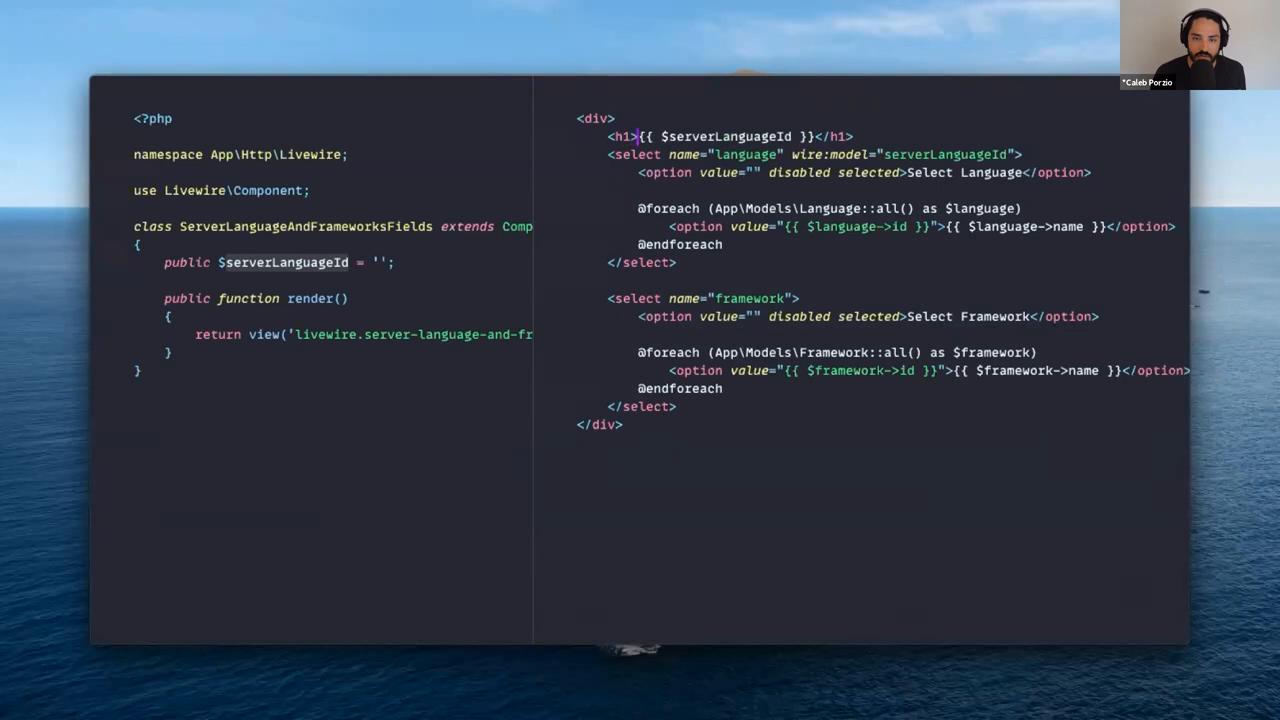 *Caleb Porzio
<?php
namespace App\Http\Livewire;
use Livewire\Component;
class ServerLanguageAndFrameworksFields extends Comp
{
    public $serverLanguageId = '';
    public function render()
    {
        return view('livewire.server-language-and-fr
    }
}
<div>
    <h1>{{ $serverLanguageId }}</h1>
    <select name="language" wire:model="serverLanguageId">
        <option value="" disabled selected>Select Language</option>
        @foreach (App\Models\Language::all() as $language)
            <option value="{{ $language->id }}">{{ $language->name }}</option>
        @endforeach
    </select>
    <select name="framework">
        <option value="" disabled selected>Select Framework</option>
        @foreach (App\Models\Framework::all() as $framework)
            <option value="{{ $framework->id }}">{{ $framework->name }}</option>
        @endforeach
    </select>
</div>